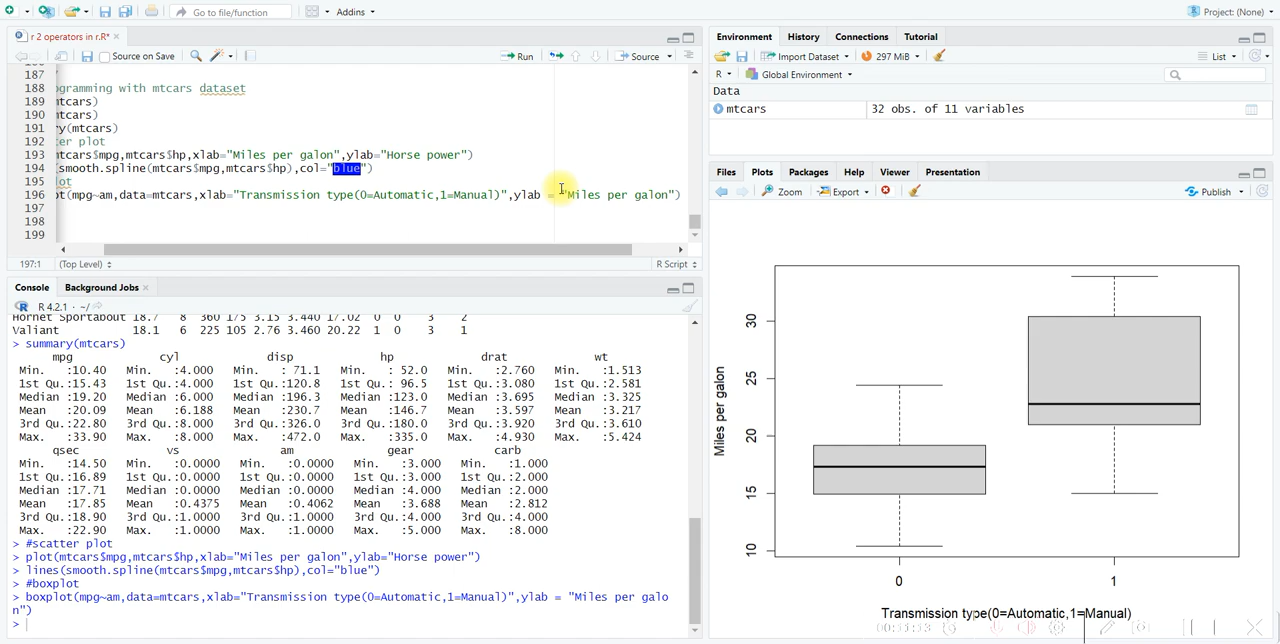 Go to file/function
Addins
Project: (None)
r 2 operators in r.R*
Source on Save
Run
Source
187
188 ogramming with mtcars dataset
189 tcars)
190 tcars)
191 ry(mtcars)
192 ter plot
193 mtcars$mpg,mtcars$hp,xlab="Miles per galon",ylab="Horse power")
194 (smooth.spline(mtcars$mpg,mtcars$hp),col="blue")
195 lot
196 ot(mpg~am,data=mtcars,xlab="Transmission type(0=Automatic,1=Manual)",ylab = "Miles per galon")
197
198
199
197:1 (Top Level)
R Script
Console Background Jobs
R 4.2.1 · ~/
Hornet Sportabout 18.7 8 360 175 3.15 3.440 17.02 0 0 3 2
Valiant 18.1 6 225 105 2.76 3.460 20.22 1 0 3 1
> summary(mtcars)
mpg cyl disp hp drat wt
Min. :10.40 Min. :4.000 Min. : 71.1 Min. : 52.0 Min. :2.760 Min. :1.513
1st Qu.:15.43 1st Qu.:4.000 1st Qu.:120.8 1st Qu.: 96.5 1st Qu.:3.080 1st Qu.:2.581
Median :19.20 Median :6.000 Median :196.3 Median :123.0 Median :3.695 Median :3.325
Mean :20.09 Mean :6.188 Mean :230.7 Mean :146.7 Mean :3.597 Mean :3.217
3rd Qu.:22.80 3rd Qu.:8.000 3rd Qu.:326.0 3rd Qu.:180.0 3rd Qu.:3.920 3rd Qu.:3.610
Max. :33.90 Max. :8.000 Max. :472.0 Max. :335.0 Max. :4.930 Max. :5.424
qsec vs am gear carb
Min. :14.50 Min. :0.0000 Min. :0.0000 Min. :3.000 Min. :1.000
1st Qu.:16.89 1st Qu.:0.0000 1st Qu.:0.0000 1st Qu.:3.000 1st Qu.:2.000
Median :17.71 Median :0.0000 Median :0.0000 Median :4.000 Median :2.000
Mean :17.85 Mean :0.4375 Mean :0.4062 Mean :3.688 Mean :2.812
3rd Qu.:18.90 3rd Qu.:1.0000 3rd Qu.:1.0000 3rd Qu.:4.000 3rd Qu.:4.000
Max. :22.90 Max. :1.0000 Max. :1.0000 Max. :5.000 Max. :8.000
> #scatter plot
> plot(mtcars$mpg,mtcars$hp,xlab="Miles per galon",ylab="Horse power")
> lines(smooth.spline(mtcars$mpg,mtcars$hp),col="blue")
> #boxplot
> boxplot(mpg~am,data=mtcars,xlab="Transmission type(0=Automatic,1=Manual)",ylab = "Miles per galo
n")
>
Environment History Connections Tutorial
Import Dataset
297 MiB
List
R
Global Environment
Data
mtcars 32 obs. of 11 variables
Files Plots Packages Help Viewer Presentation
Zoom Export
Publish
Miles per galon
30
25
20
15
10
0 1
Transmission type(0=Automatic,1=Manual)